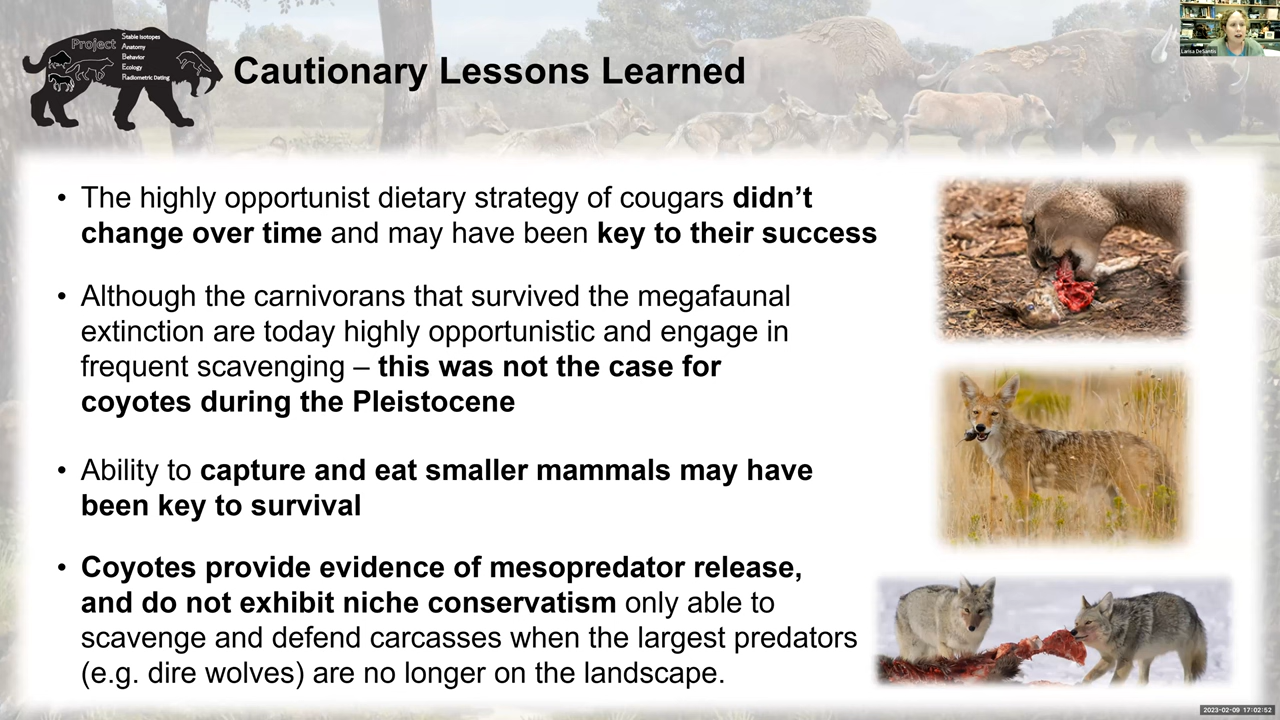 Project
Stable Isotopes
Anatomy
Behavior
Ecology
Radiometric Dating
Cautionary Lessons Learned
Larisa DeSantis
• The highly opportunist dietary strategy of cougars didn’t
change over time and may have been key to their success
• Although the carnivorans that survived the megafaunal
extinction are today highly opportunistic and engage in
frequent scavenging – this was not the case for
coyotes during the Pleistocene
• Ability to capture and eat smaller mammals may have
been key to survival
• Coyotes provide evidence of mesopredator release,
and do not exhibit niche conservatism only able to
scavenge and defend carcasses when the largest predators
(e.g. dire wolves) are no longer on the landscape.
2023-02-09 17:02:52